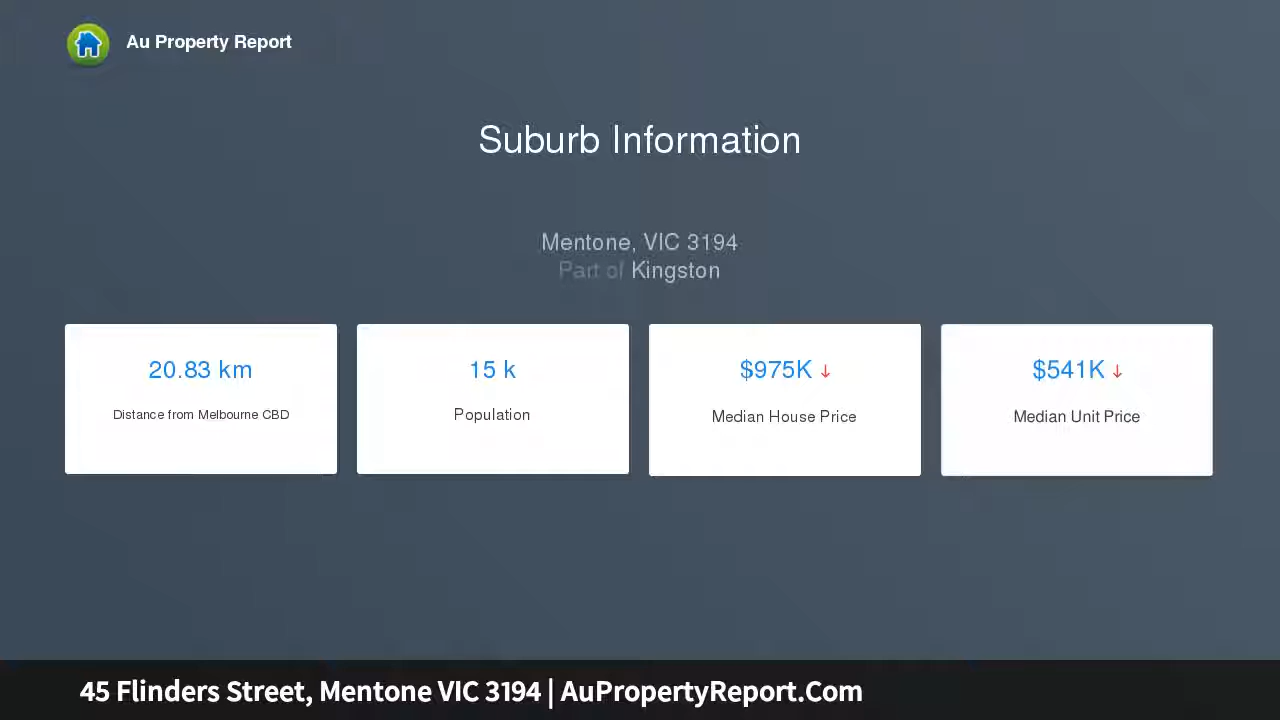 Au Property Report
Suburb Information
Mentone, VIC 3194
Part of Kingston
20.83 km
Distance from Melbourne CBD
15 k
Population
$975K ↓
Median House Price
$541K ↓
Median Unit Price
45 Flinders Street, Mentone VIC 3194 | AuPropertyReport.Com